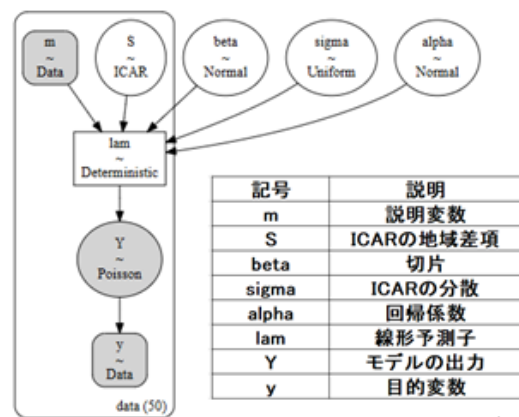 m
~
Data
S
~
ICAR
beta
~
Normal
sigma
~
Uniform
alpha
~
Normal
lam
~
Deterministic
Y
~
Poisson
y
~
Data
data (50)
記号 説明
m 説明変数
S ICARの地域差項
beta 切片
sigma ICARの分散
alpha 回帰係数
lam 線形予測子
Y モデルの出力
y 目的変数